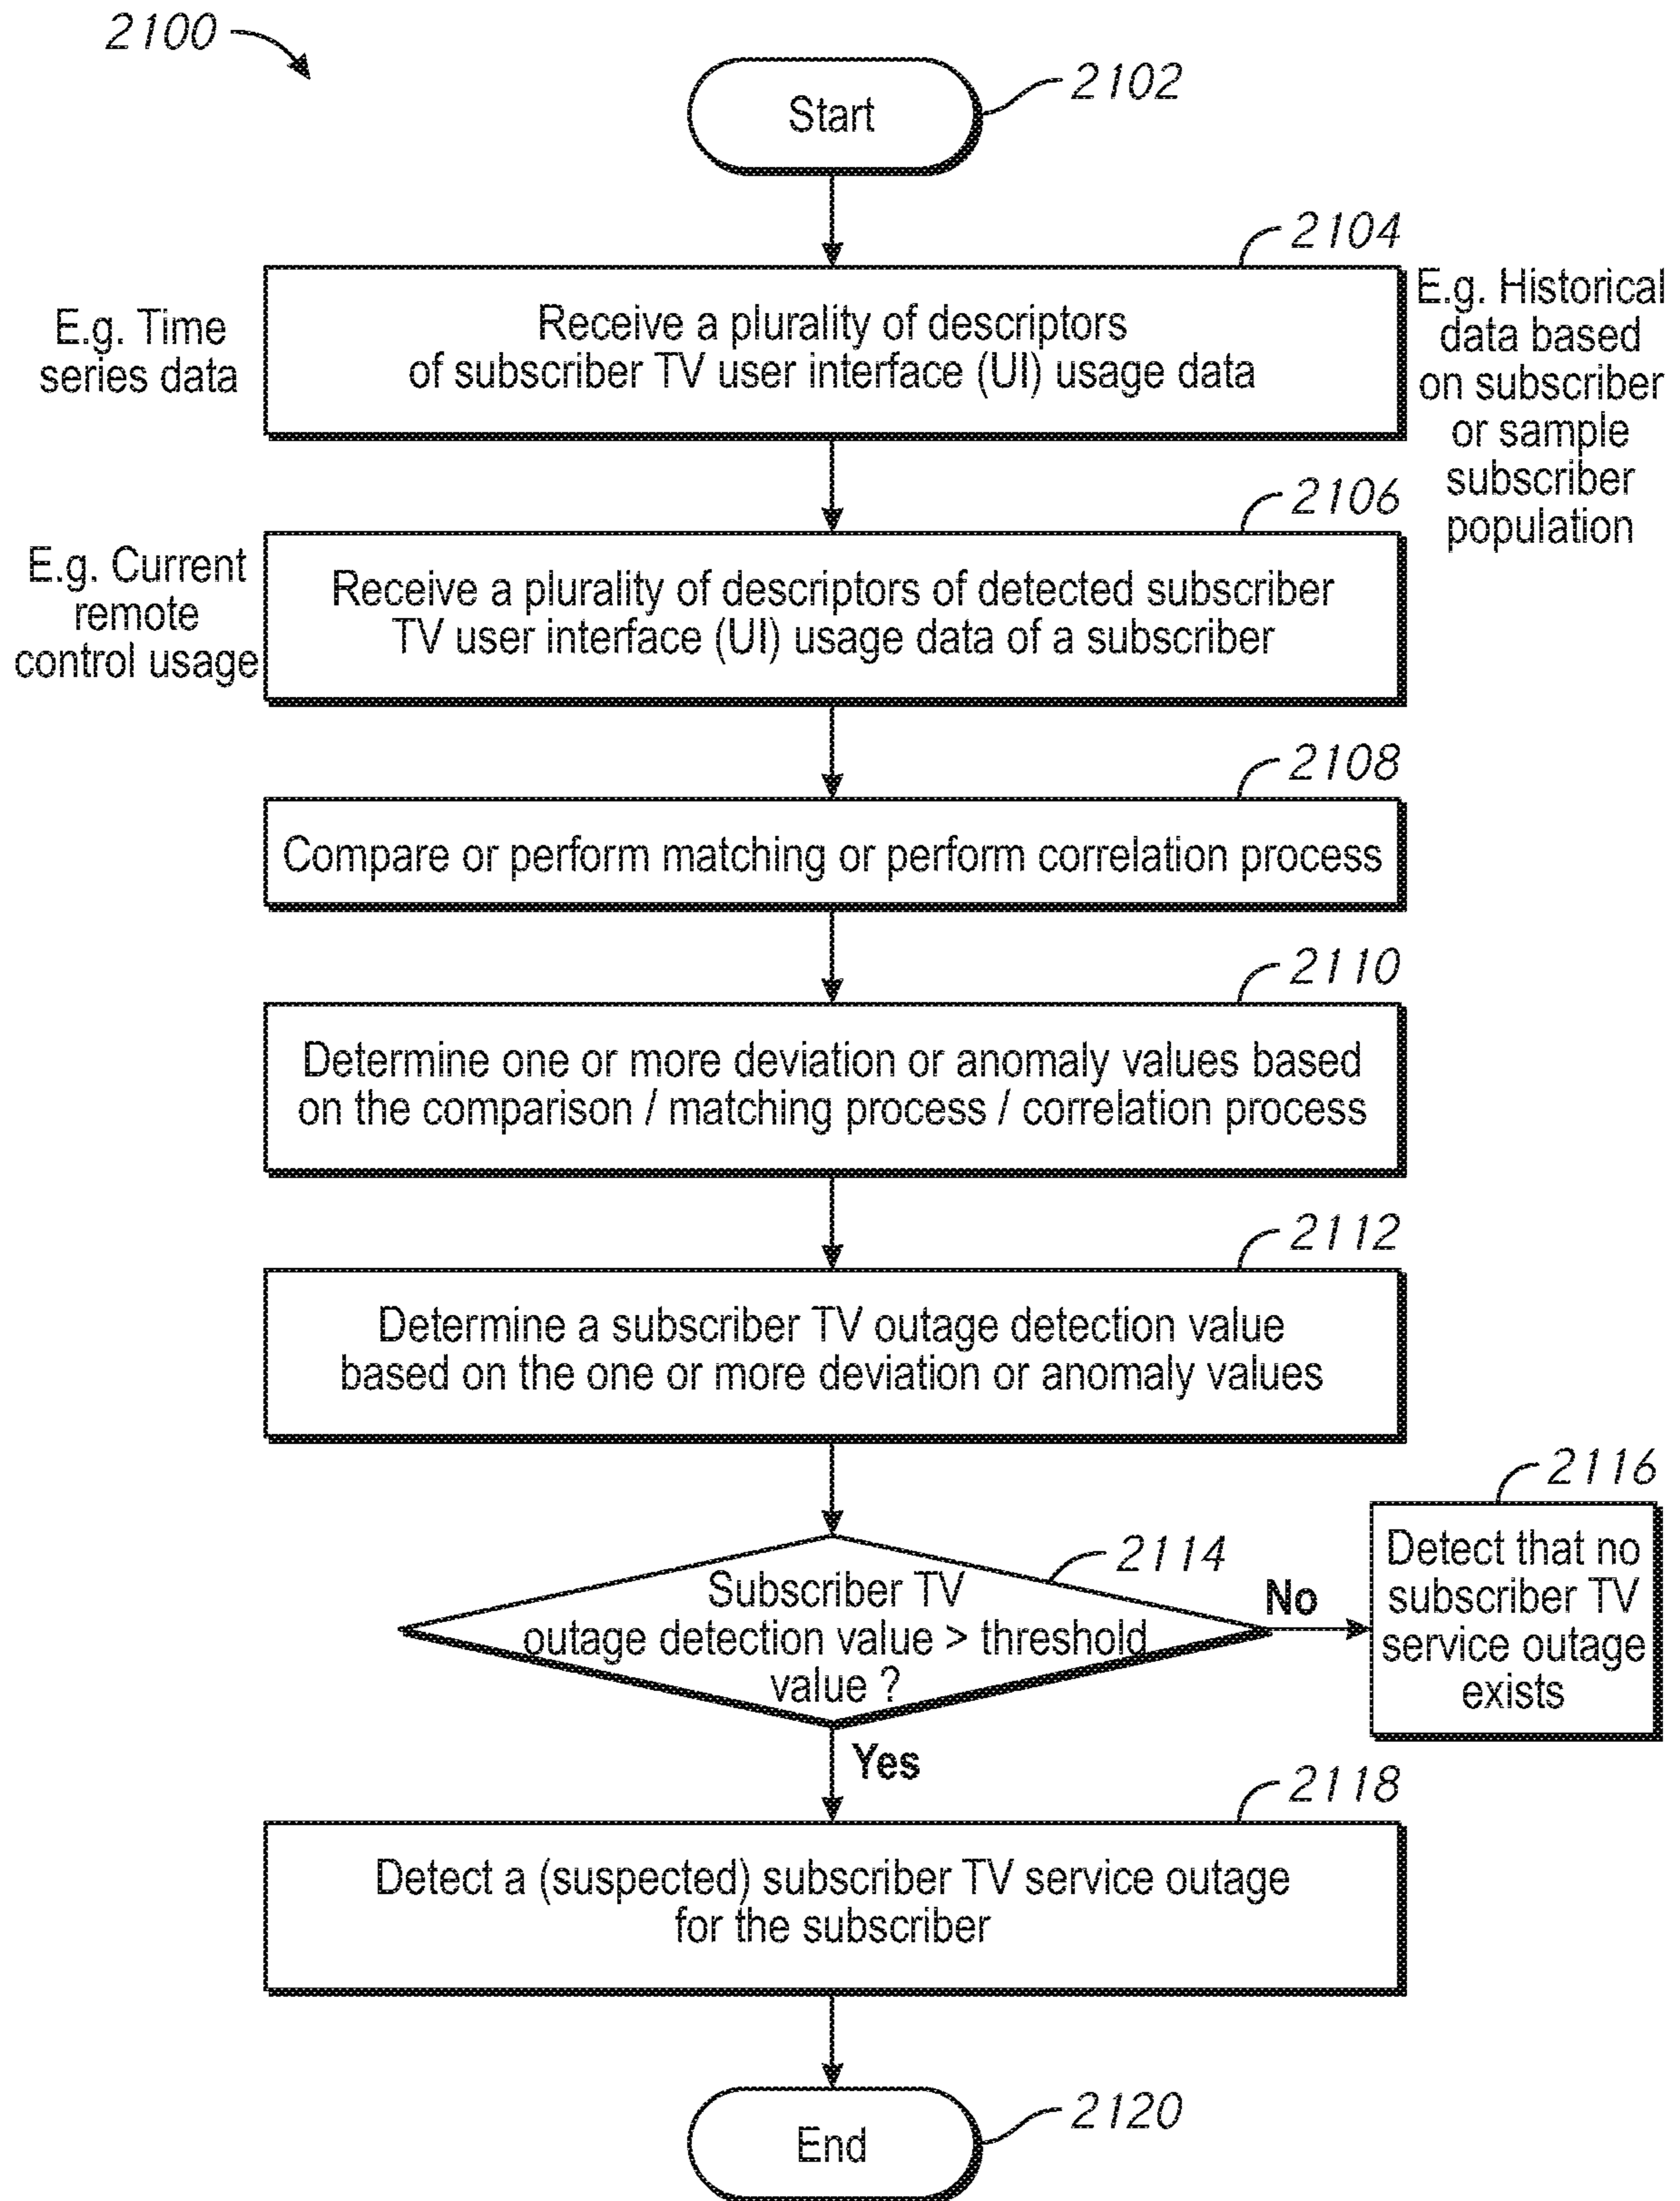 2100
Start
2102
2104
E.g. Time
series data
Receive a plurality of descriptors
of subscriber TV user interface (UI) usage data
E.g. Historical
data based
on subscriber
or sample
subscriber
population
2106
E.g. Current
remote
control usage
Receive a plurality of descriptors of detected subscriber
TV user interface (UI) usage data of a subscriber
2108
Compare or perform matching or perform correlation process
2110
Determine one or more deviation or anomaly values based
on the comparison / matching process / correlation process
2112
Determine a subscriber TV outage detection value
based on the one or more deviation or anomaly values
2114
Subscriber TV
outage detection value > threshold
value ?
No
2116
Detect that no
subscriber TV
service outage
exists
Yes
2118
Detect a (suspected) subscriber TV service outage
for the subscriber
End
2120